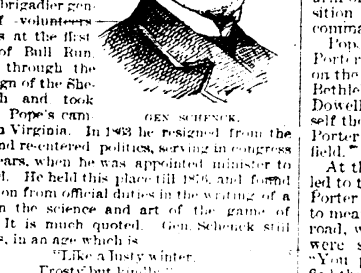 brigadier gen-
f volunteers
s at the first
of Bull Run,
through the
ign of the She-
h and took
Pope's cam-
GEN SCHENCK.
n Virginia. In 1863 he resigned from the
nd re-entered politics, serving in congress
ears, when he was appointed minister to
l. He held this place till 1876, and found
on from official duties in the writing of a
n the science and art of the game of
It is much quoted. Gen. Schenck still
s, in an age which is
"Like a lusty winter,
Frosty but kindly."
sition
comma
Pop
Porter
on the
Bethle
Dowell
self the
Porter
field."
At th
led to t
Porter
to mea
road, w
were s
"You